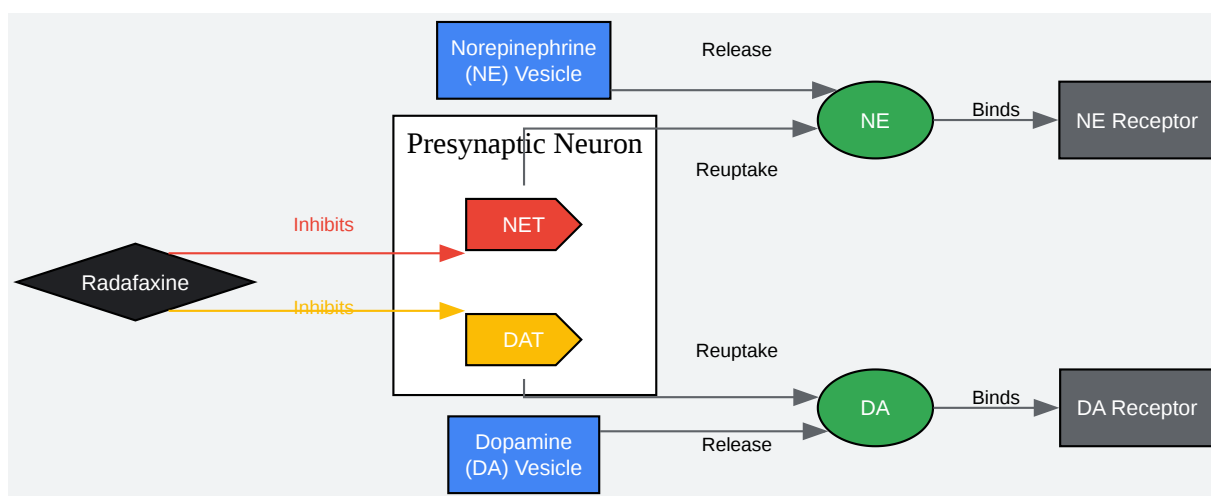 Norepinephrine
(NE) Vesicle
Release
NE
Binds
NE Receptor
Presynaptic Neuron
Reuptake
NET
Inhibits
Radafaxine
Inhibits
DAT
Reuptake
DA
Binds
DA Receptor
Dopamine
(DA) Vesicle
Release